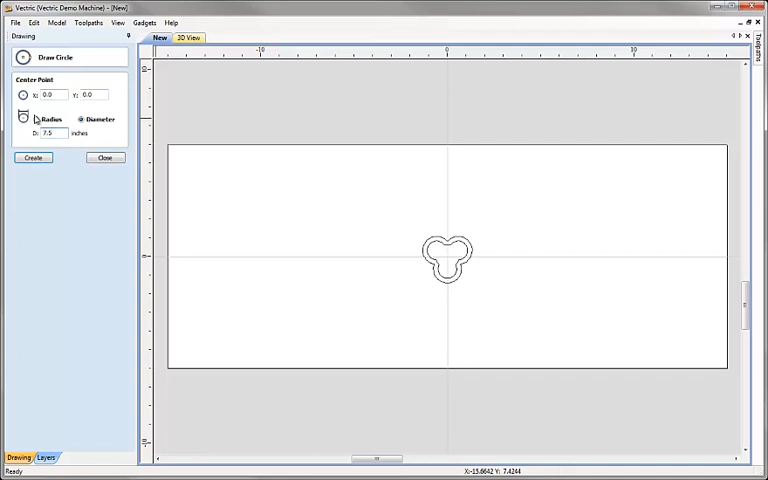 Vectric (Vectric Demo Machine) - [New]
File Edit Model Toolpaths View Gadgets Help
Drawing
New 3D View
Toolpaths
Draw Circle
-10 0 10
Center Point
X: 0.0 Y: 0.0
Radius Diameter
D: 7.5 inches
Create Close
Drawing Layers
Ready X:-15.6642 Y: 7.4244